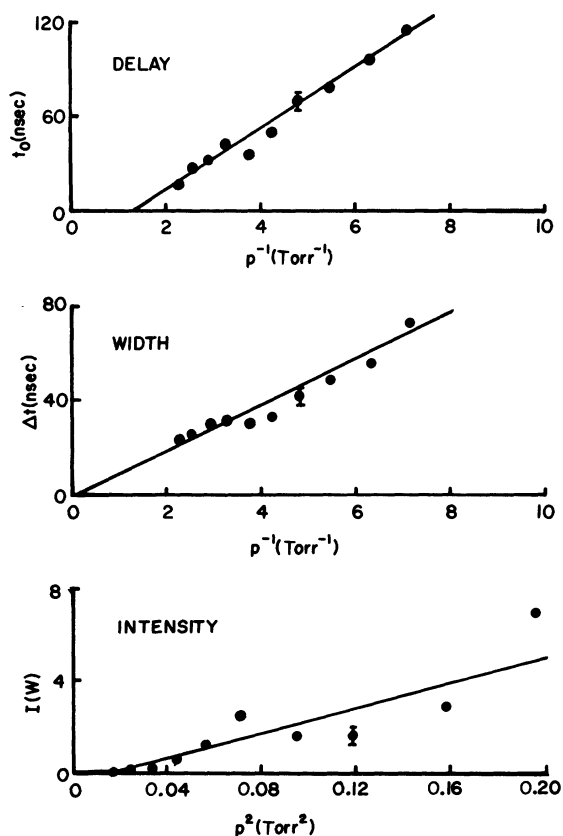 120
DELAY
t₀(nsec)
60
0
0 2 4 6 8 10
p⁻¹(Torr⁻¹)
80
WIDTH
Δt(nsec)
40
0
0 2 4 6 8 10
p⁻¹(Torr⁻¹)
8
INTENSITY
I(W)
4
0
0.04 0.08 0.12 0.16 0.20
p²(Torr²)